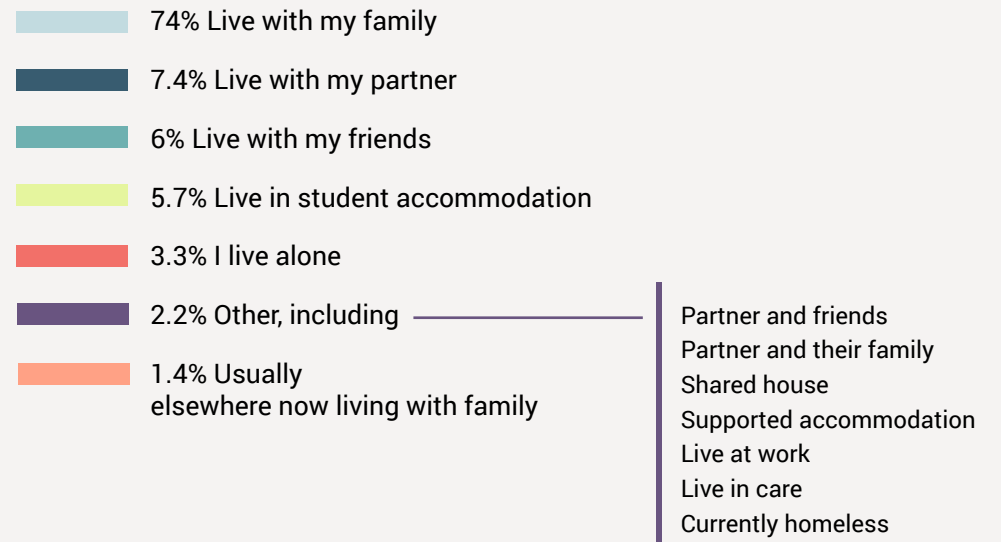 74% Live with my family
7.4% Live with my partner
6% Live with my friends
5.7% Live in student accommodation
3.3% I live alone
2.2% Other, including
Partner and friends
Partner and their family
Shared house
Supported accommodation
Live at work
Live in care
Currently homeless
1.4% Usually
elsewhere now living with family